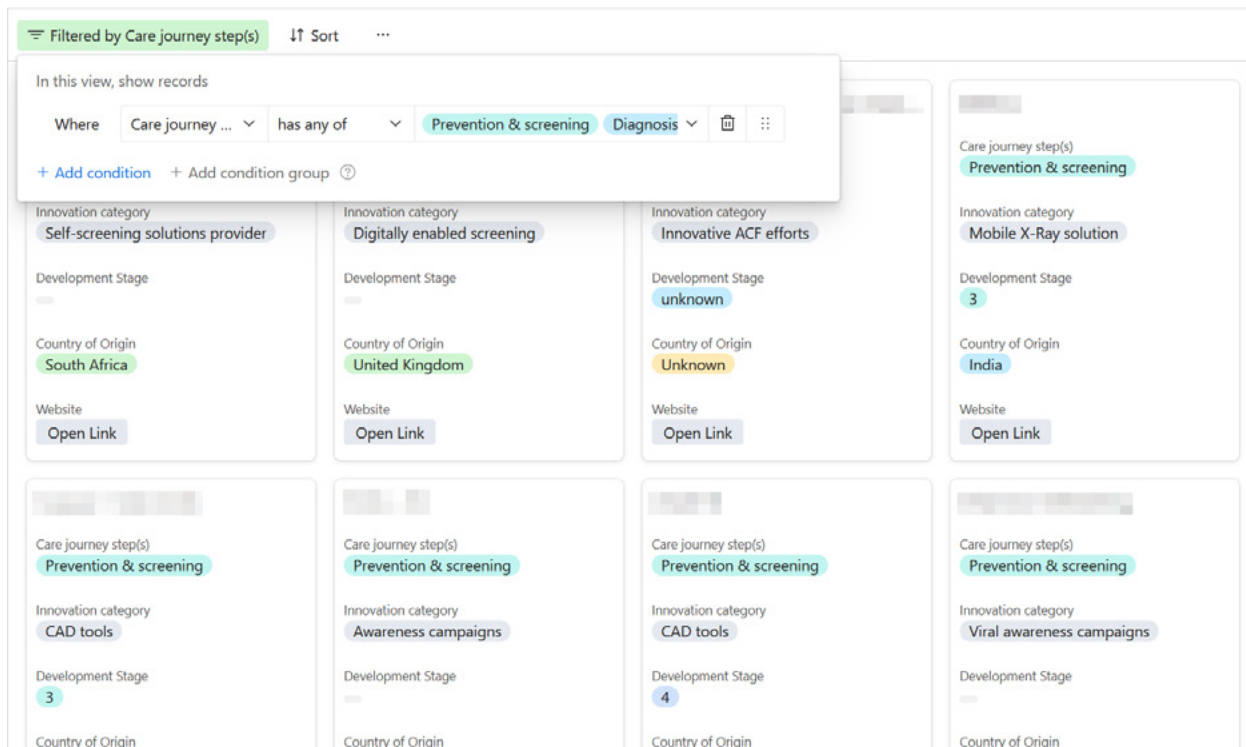 Filtered by Care journey step(s) Sort ...
In this view, show records
Where Care journey ... has any of Prevention & screening Diagnosis
+ Add condition + Add condition group ?
Care journey step(s)
Prevention & screening
Innovation category Innovation category Innovation category Innovation category
Self-screening solutions provider Digitally enabled screening Innovative ACF efforts Mobile X-Ray solution
Development Stage Development Stage Development Stage Development Stage
unknown 3
Country of Origin Country of Origin Country of Origin Country of Origin
South Africa United Kingdom Unknown India
Website Website Website Website
Open Link Open Link Open Link Open Link
Care journey step(s) Care journey step(s) Care journey step(s) Care journey step(s)
Prevention & screening Prevention & screening Prevention & screening Prevention & screening
Innovation category Innovation category Innovation category Innovation category
CAD tools Awareness campaigns CAD tools Viral awareness campaigns
Development Stage Development Stage Development Stage Development Stage
3 4
Country of Origin Country of Origin Country of Origin Country of Origin